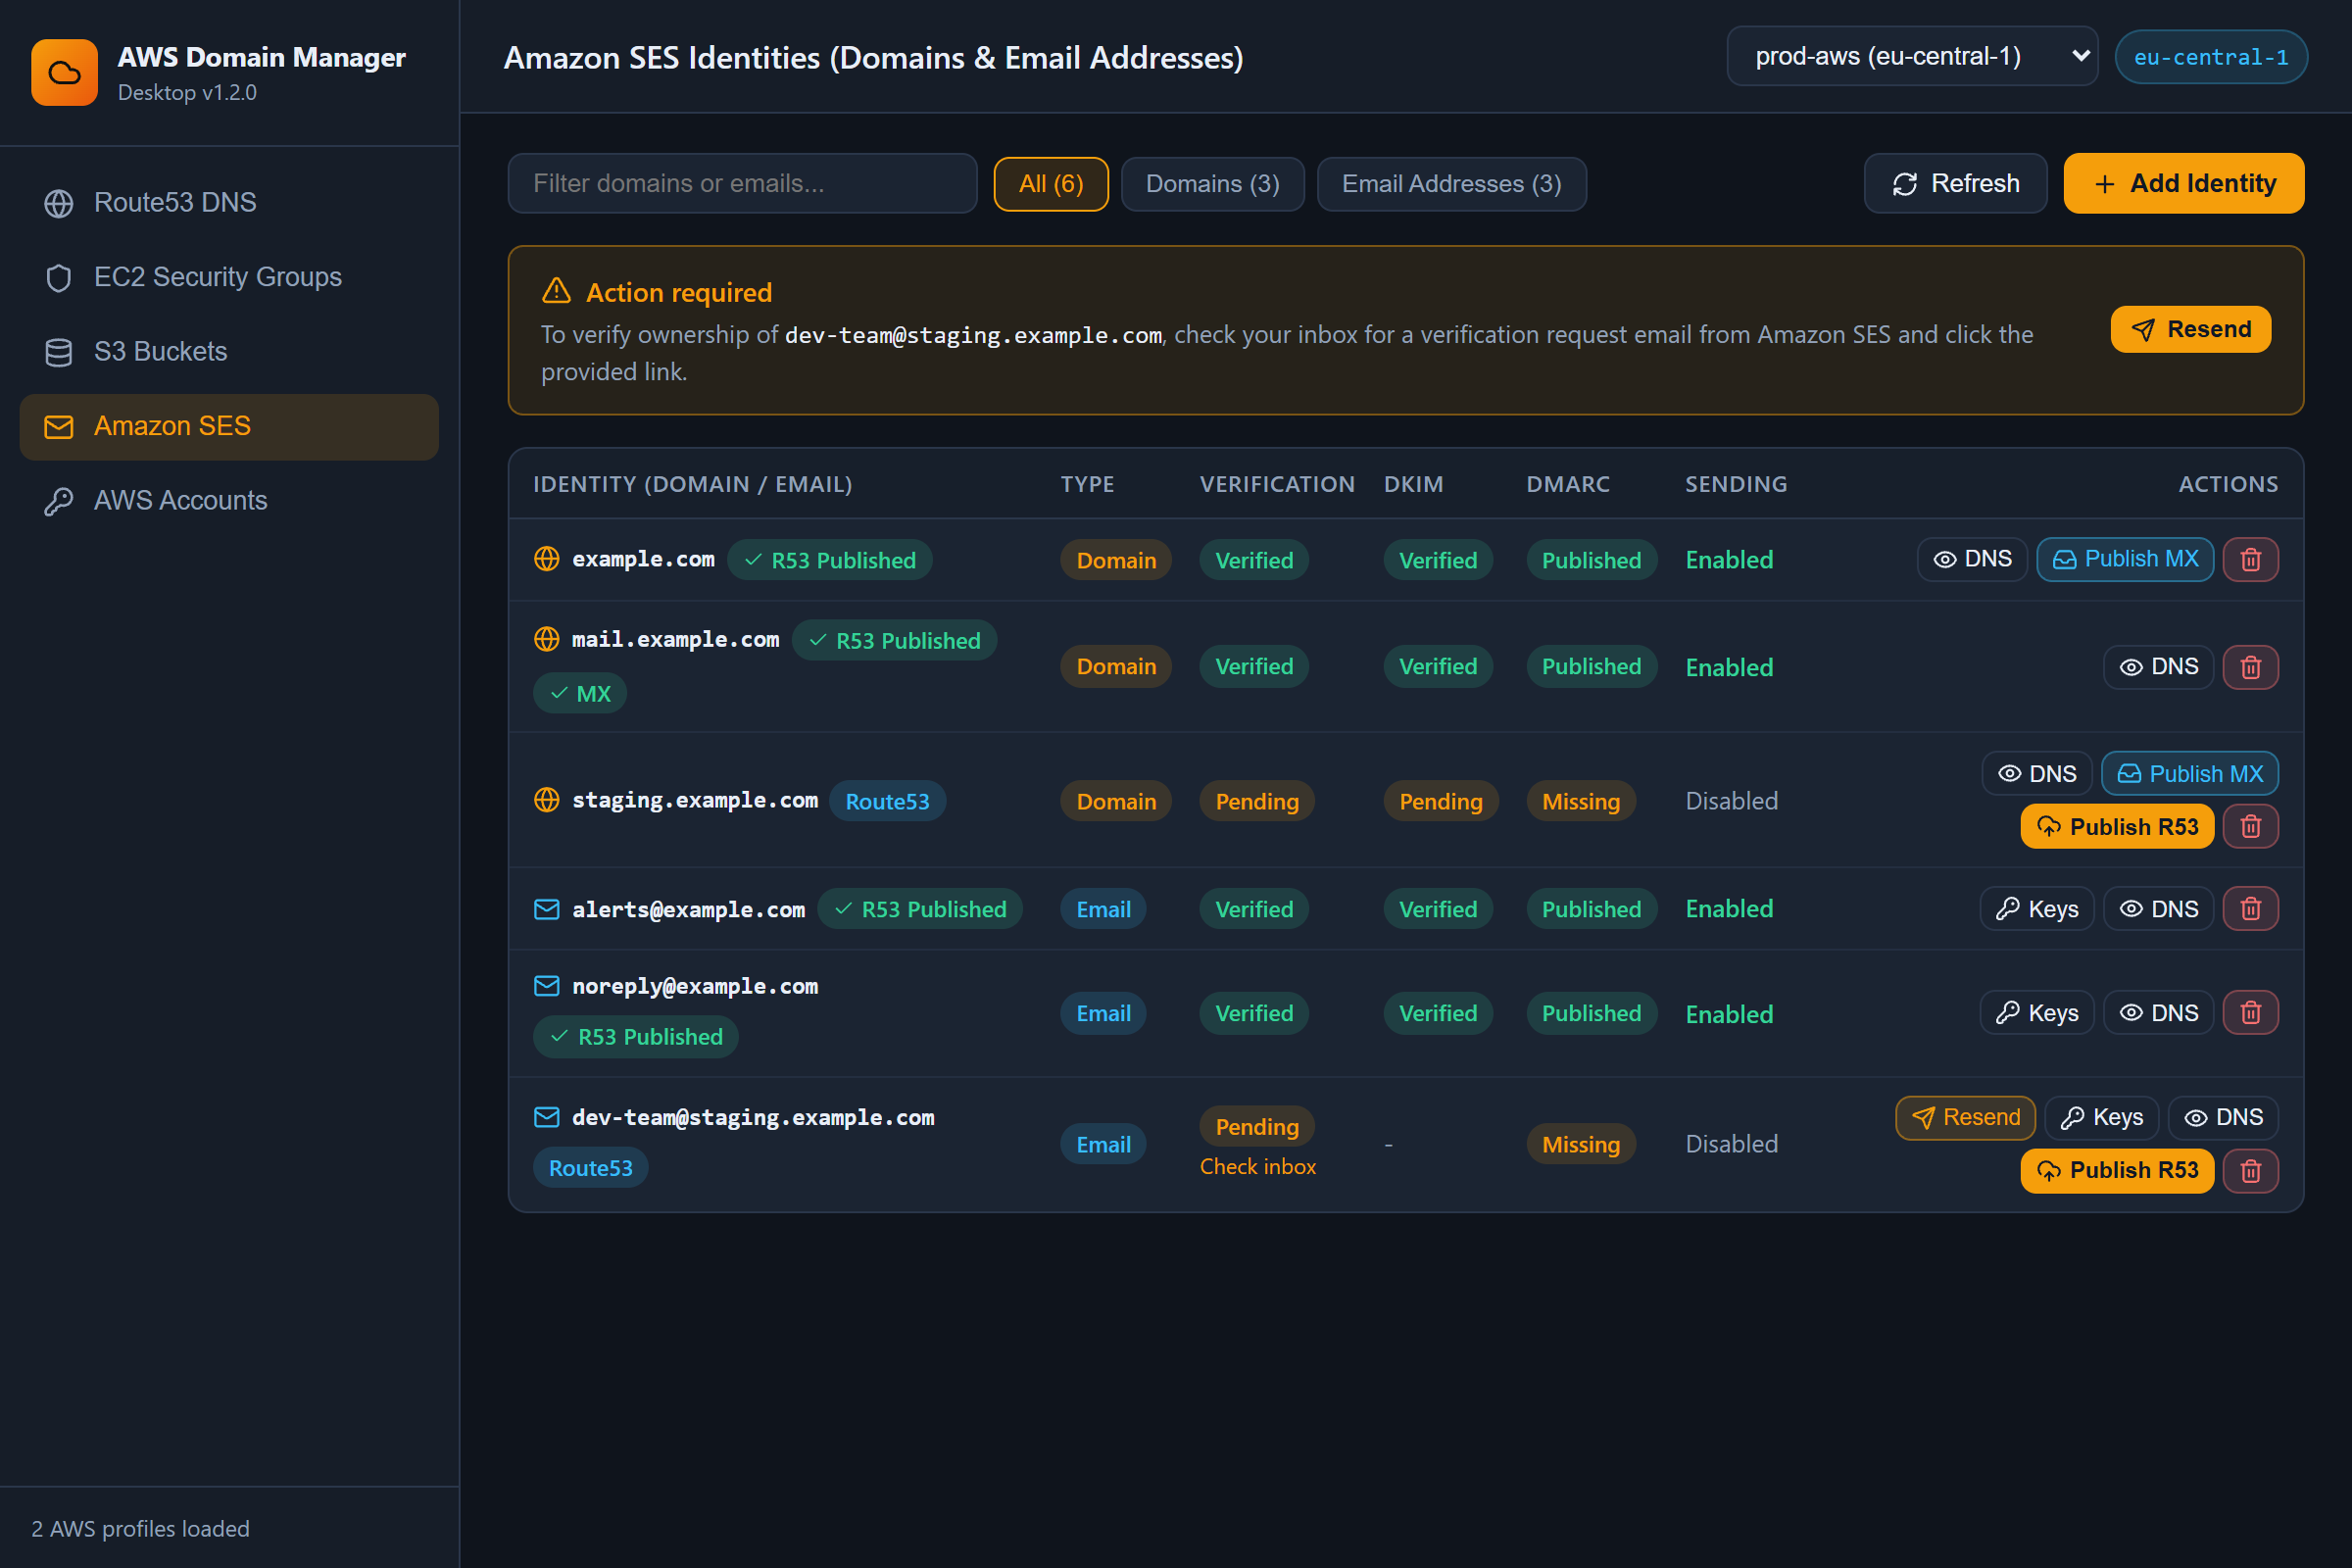 AWS Domain Manager
Desktop v1.2.0
Route53 DNS
EC2 Security Groups
S3 Buckets
Amazon SES
AWS Accounts
2 AWS profiles loaded
Amazon SES Identities (Domains & Email Addresses)
prod-aws (eu-central-1)
eu-central-1
Filter domains or emails...
All (6)
Domains (3)
Email Addresses (3)
Refresh
Add Identity
Action required
To verify ownership of dev-team@staging.example.com, check your inbox for a verification request email from Amazon SES and click the
provided link.
Resend
IDENTITY (DOMAIN / EMAIL) TYPE VERIFICATION DKIM DMARC SENDING ACTIONS
example.com R53 Published Domain Verified Verified Published Enabled DNS Publish MX
mail.example.com R53 Published
MX
Domain Verified Verified Published Enabled DNS
staging.example.com Route53 Domain Pending Pending Missing Disabled DNS Publish MX
Publish R53
alerts@example.com R53 Published Email Verified Verified Published Enabled Keys DNS
noreply@example.com
R53 Published
Email Verified Verified Published Enabled Keys DNS
dev-team@staging.example.com
Route53
Email Pending
Check inbox
- Missing Disabled Resend Keys DNS
Publish R53